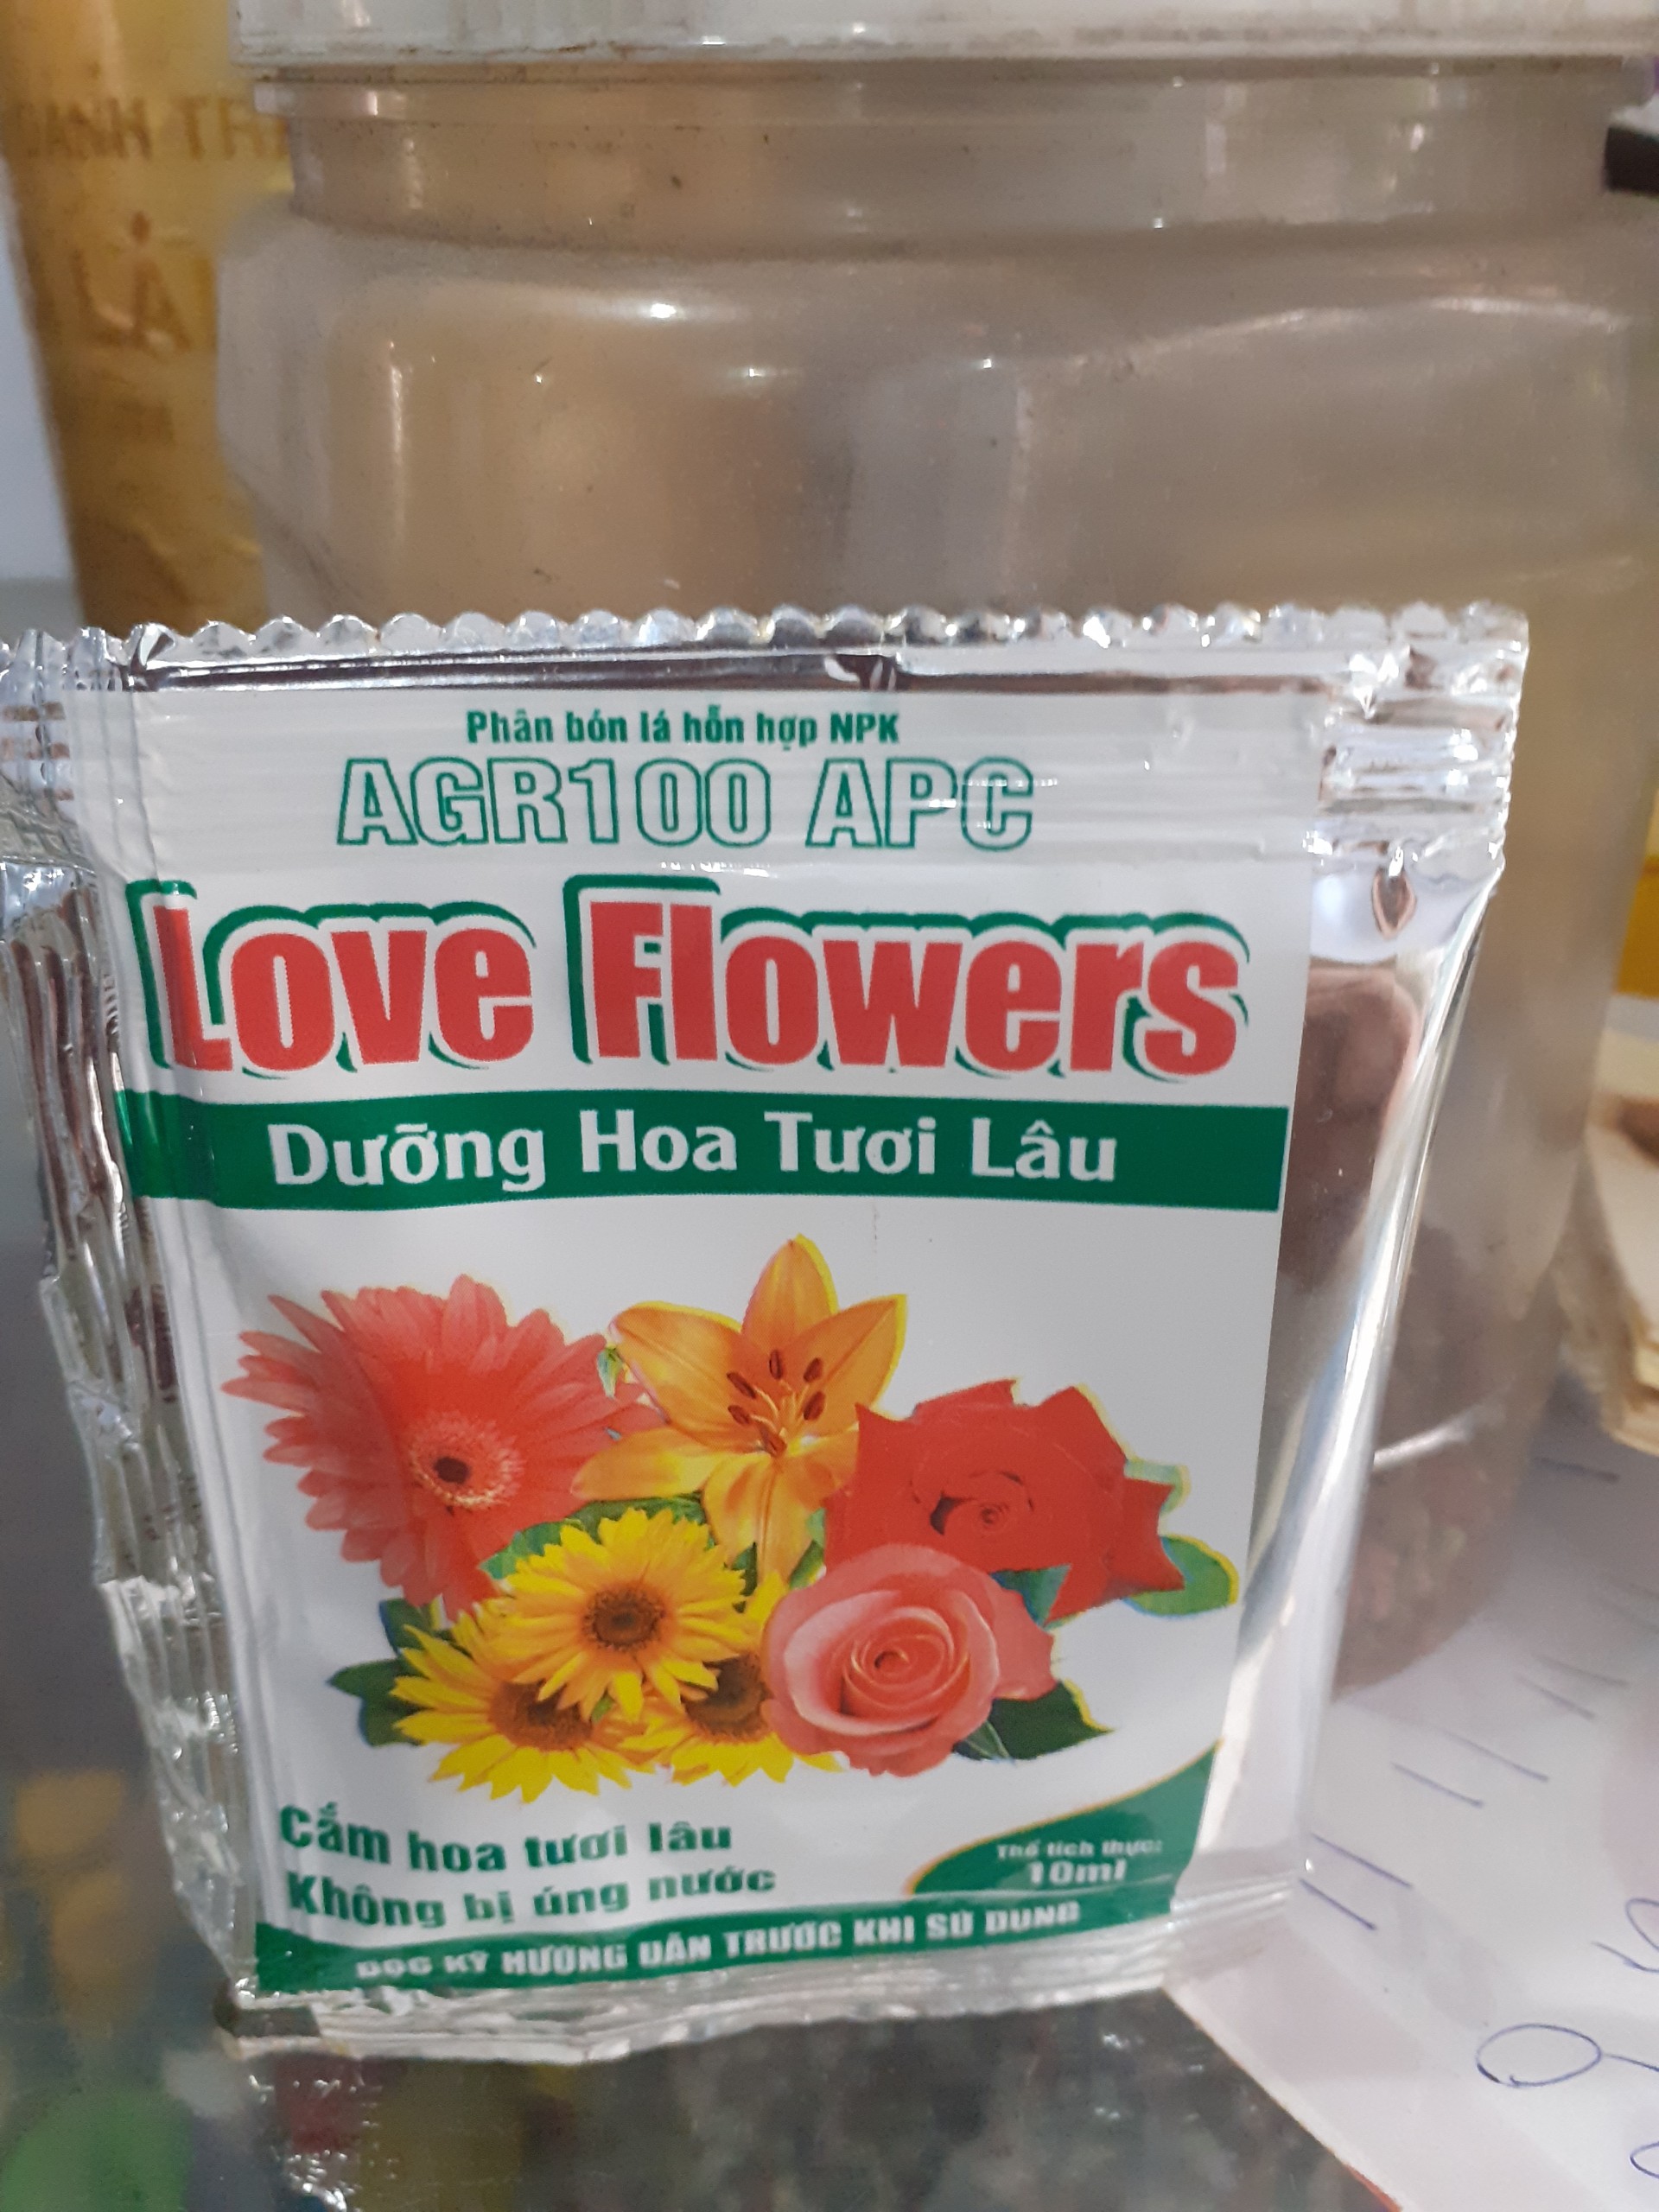 Phân bón lá hỗn hợp NPK
AGR100 APC
Love Flowers
Dưỡng Hoa Tươi Lâu
Cắm hoa tươi lâu
Không bị úng nước
Thể tích thực:
10ml
ĐỌC KỸ HƯỚNG DẪN TRƯỚC KHI SỬ DỤNG